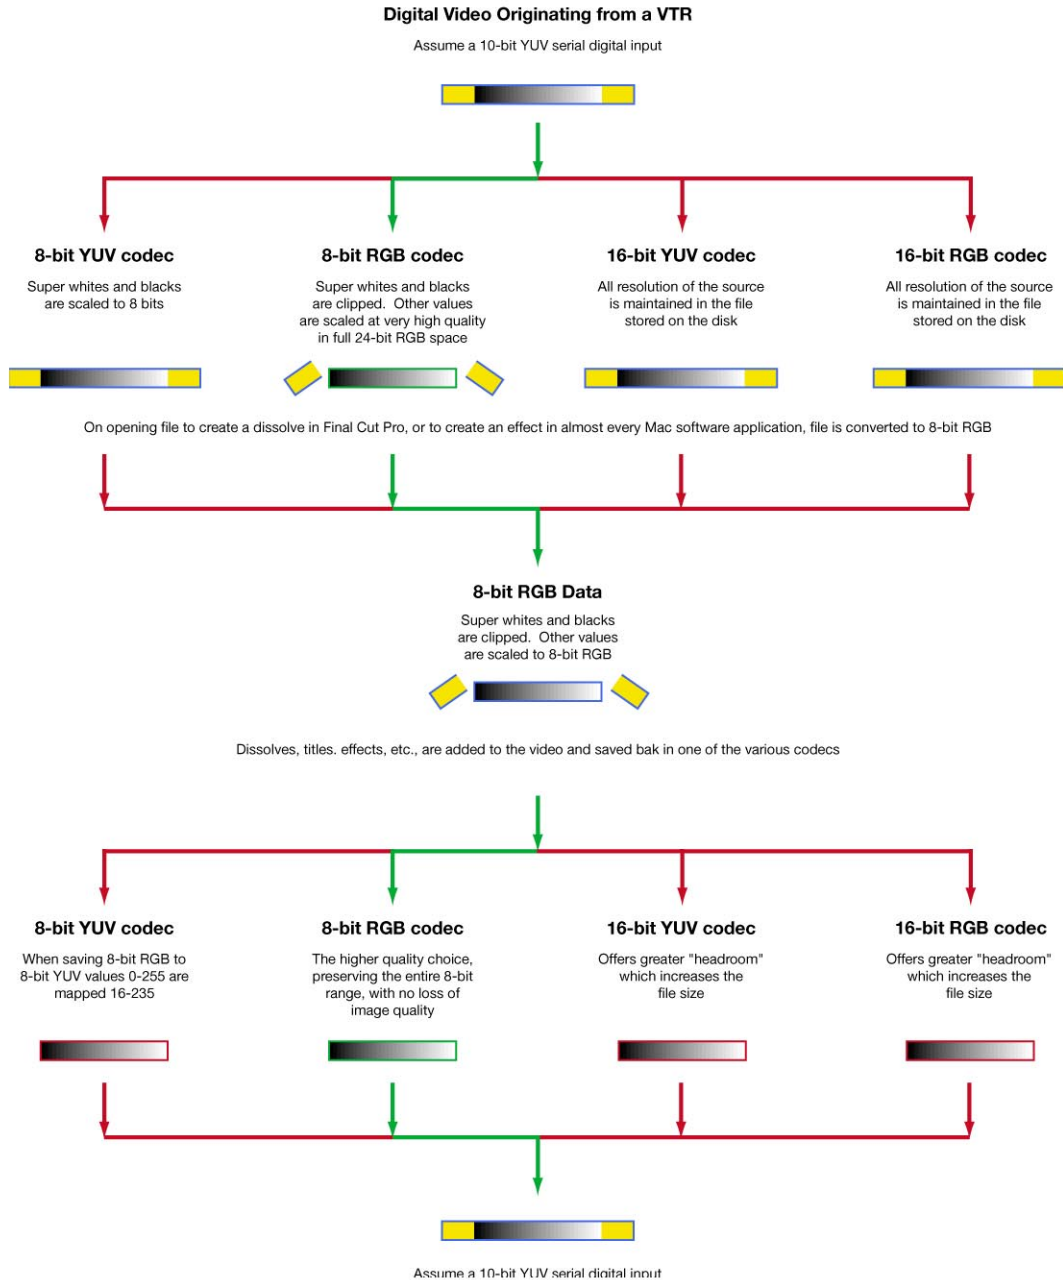 Digital Video Originating from a VTR
Assume a 10-bit YUV serial digital input
8-bit YUV codec
Super whites and blacks
are scaled to 8 bits
8-bit RGB codec
Super whites and blacks
are clipped. Other values
are scaled at very high quality
in full 24-bit RGB space
16-bit YUV codec
All resolution of the source
is maintained in the file
stored on the disk
16-bit RGB codec
All resolution of the source
is maintained in the file
stored on the disk
On opening file to create a dissolve in Final Cut Pro, or to create an effect in almost every Mac software application, file is converted to 8-bit RGB
8-bit RGB Data
Super whites and blacks
are clipped. Other values
are scaled to 8-bit RGB
Dissolves, titles. effects, etc., are added to the video and saved bak in one of the various codecs
8-bit YUV codec
When saving 8-bit RGB to
8-bit YUV values 0-255 are
mapped 16-235
8-bit RGB codec
The higher quality choice,
preserving the entire 8-bit
range, with no loss of
image quality
16-bit YUV codec
Offers greater "headroom"
which increases the
file size
16-bit RGB codec
Offers greater "headroom"
which increases the
file size
Assume a 10-bit YUV serial digital input